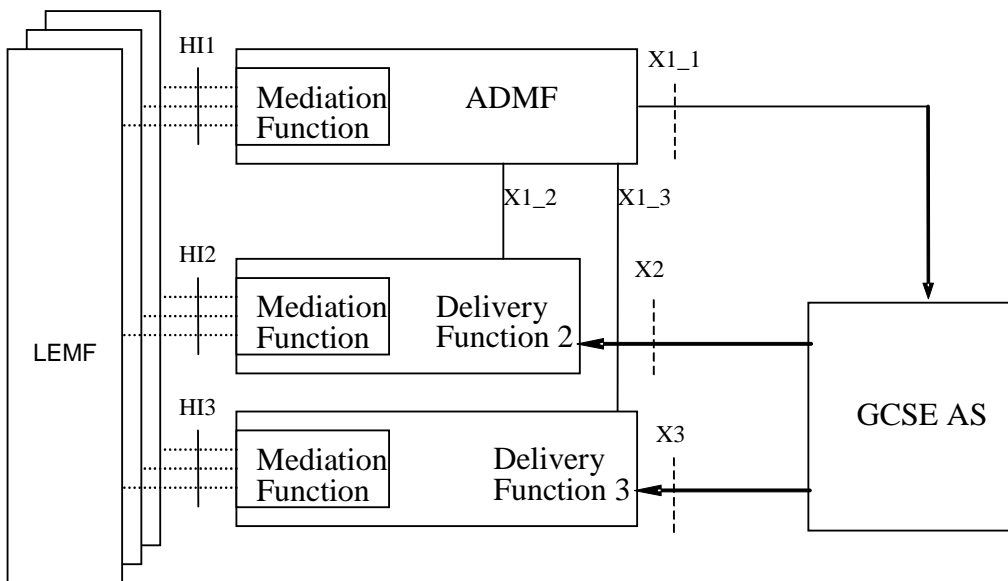 HI1
X1_1
Mediation
Function
ADMF
X1_2
X1_3
HI2
X2
Mediation
Function
Delivery
Function 2
LEMF
GCSE AS
HI3
X3
Mediation
Function
Delivery
Function 3